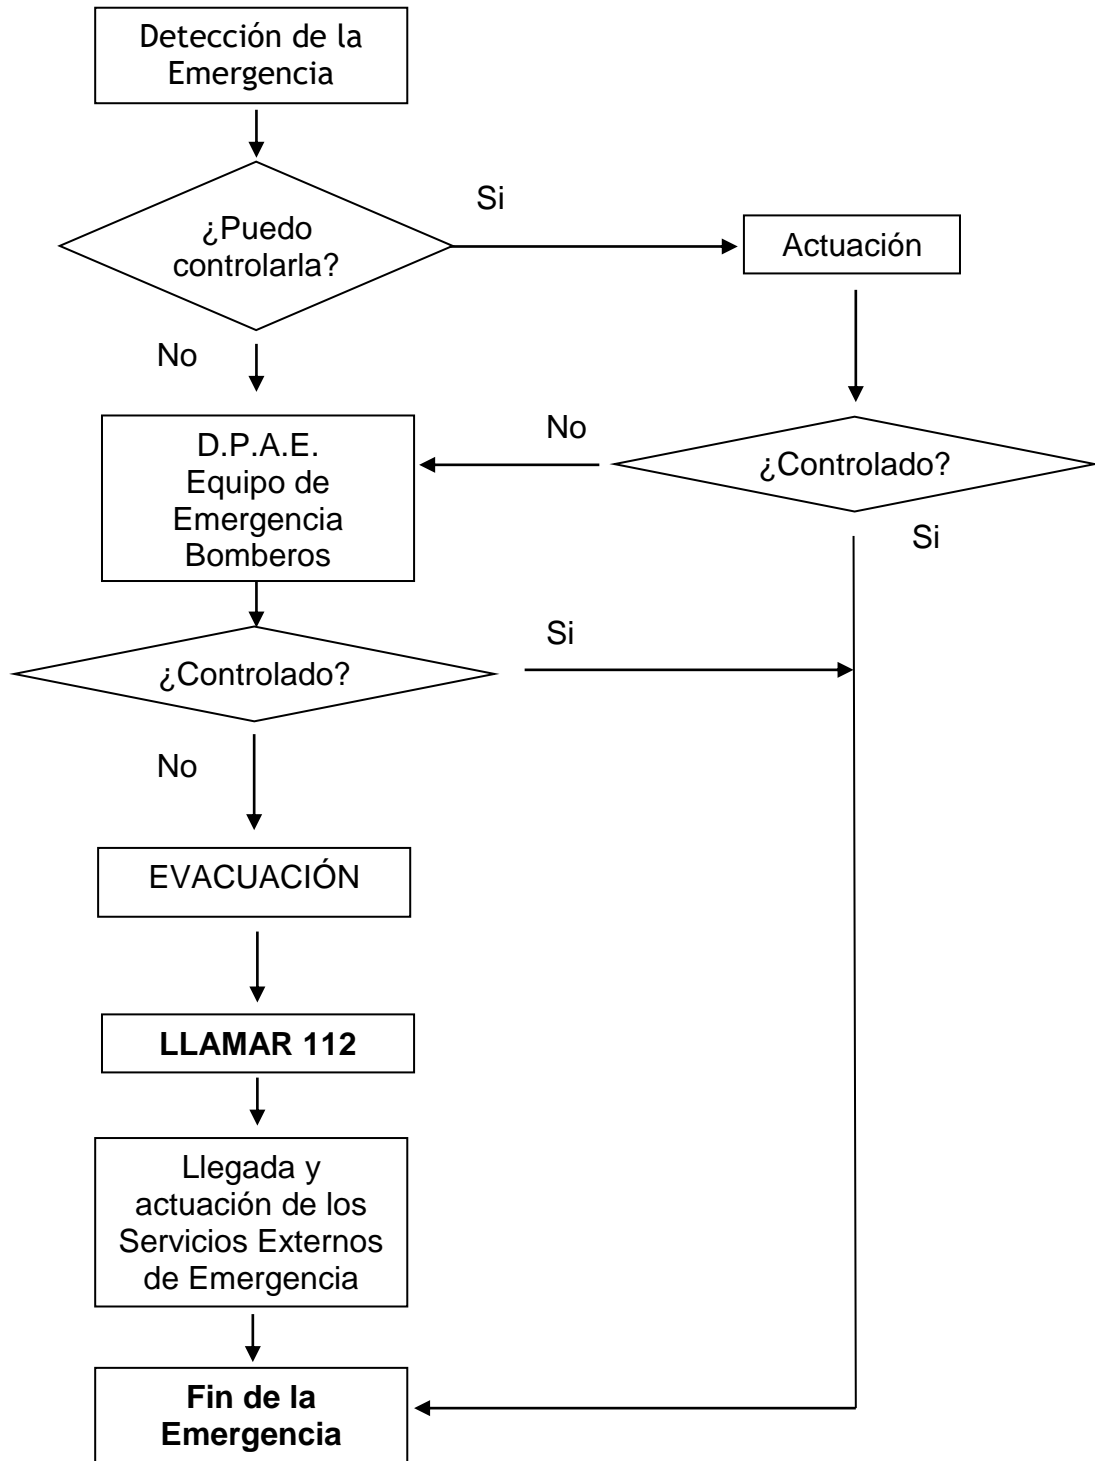 Detección de la
Emergencia
¿Puedo
controlarla?
Si
Actuación
No
D.P.A.E.
Equipo de
Emergencia
Bomberos
No
¿Controlado?
Si
¿Controlado?
Si
No
EVACUACIÓN
LLAMAR 112
Llegada y
actuación de los
Servicios Externos
de Emergencia
Fin de la
Emergencia